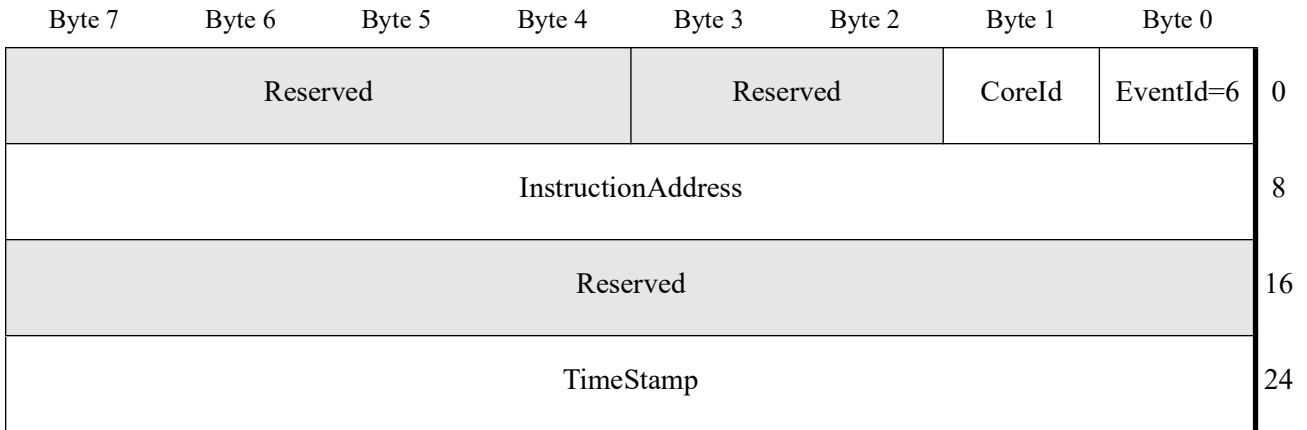 Byte 7 Byte 6 Byte 5 Byte 4 Byte 3 Byte 2 Byte 1 Byte 0
Reserved Reserved CoreId EventId=6 0
InstructionAddress 8
Reserved 16
TimeStamp 24